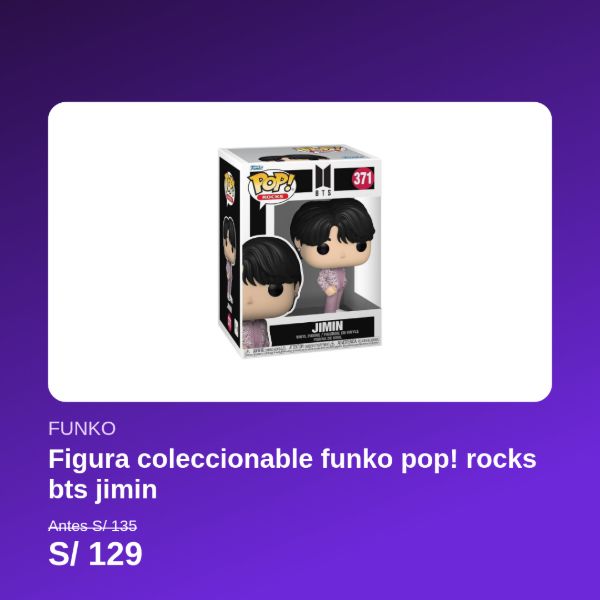 POP!
ROCKS
BTS
371
JIMIN
FUNKO
Figura coleccionable funko pop! rocks
bts jimin
Antes S/ 135
S/ 129